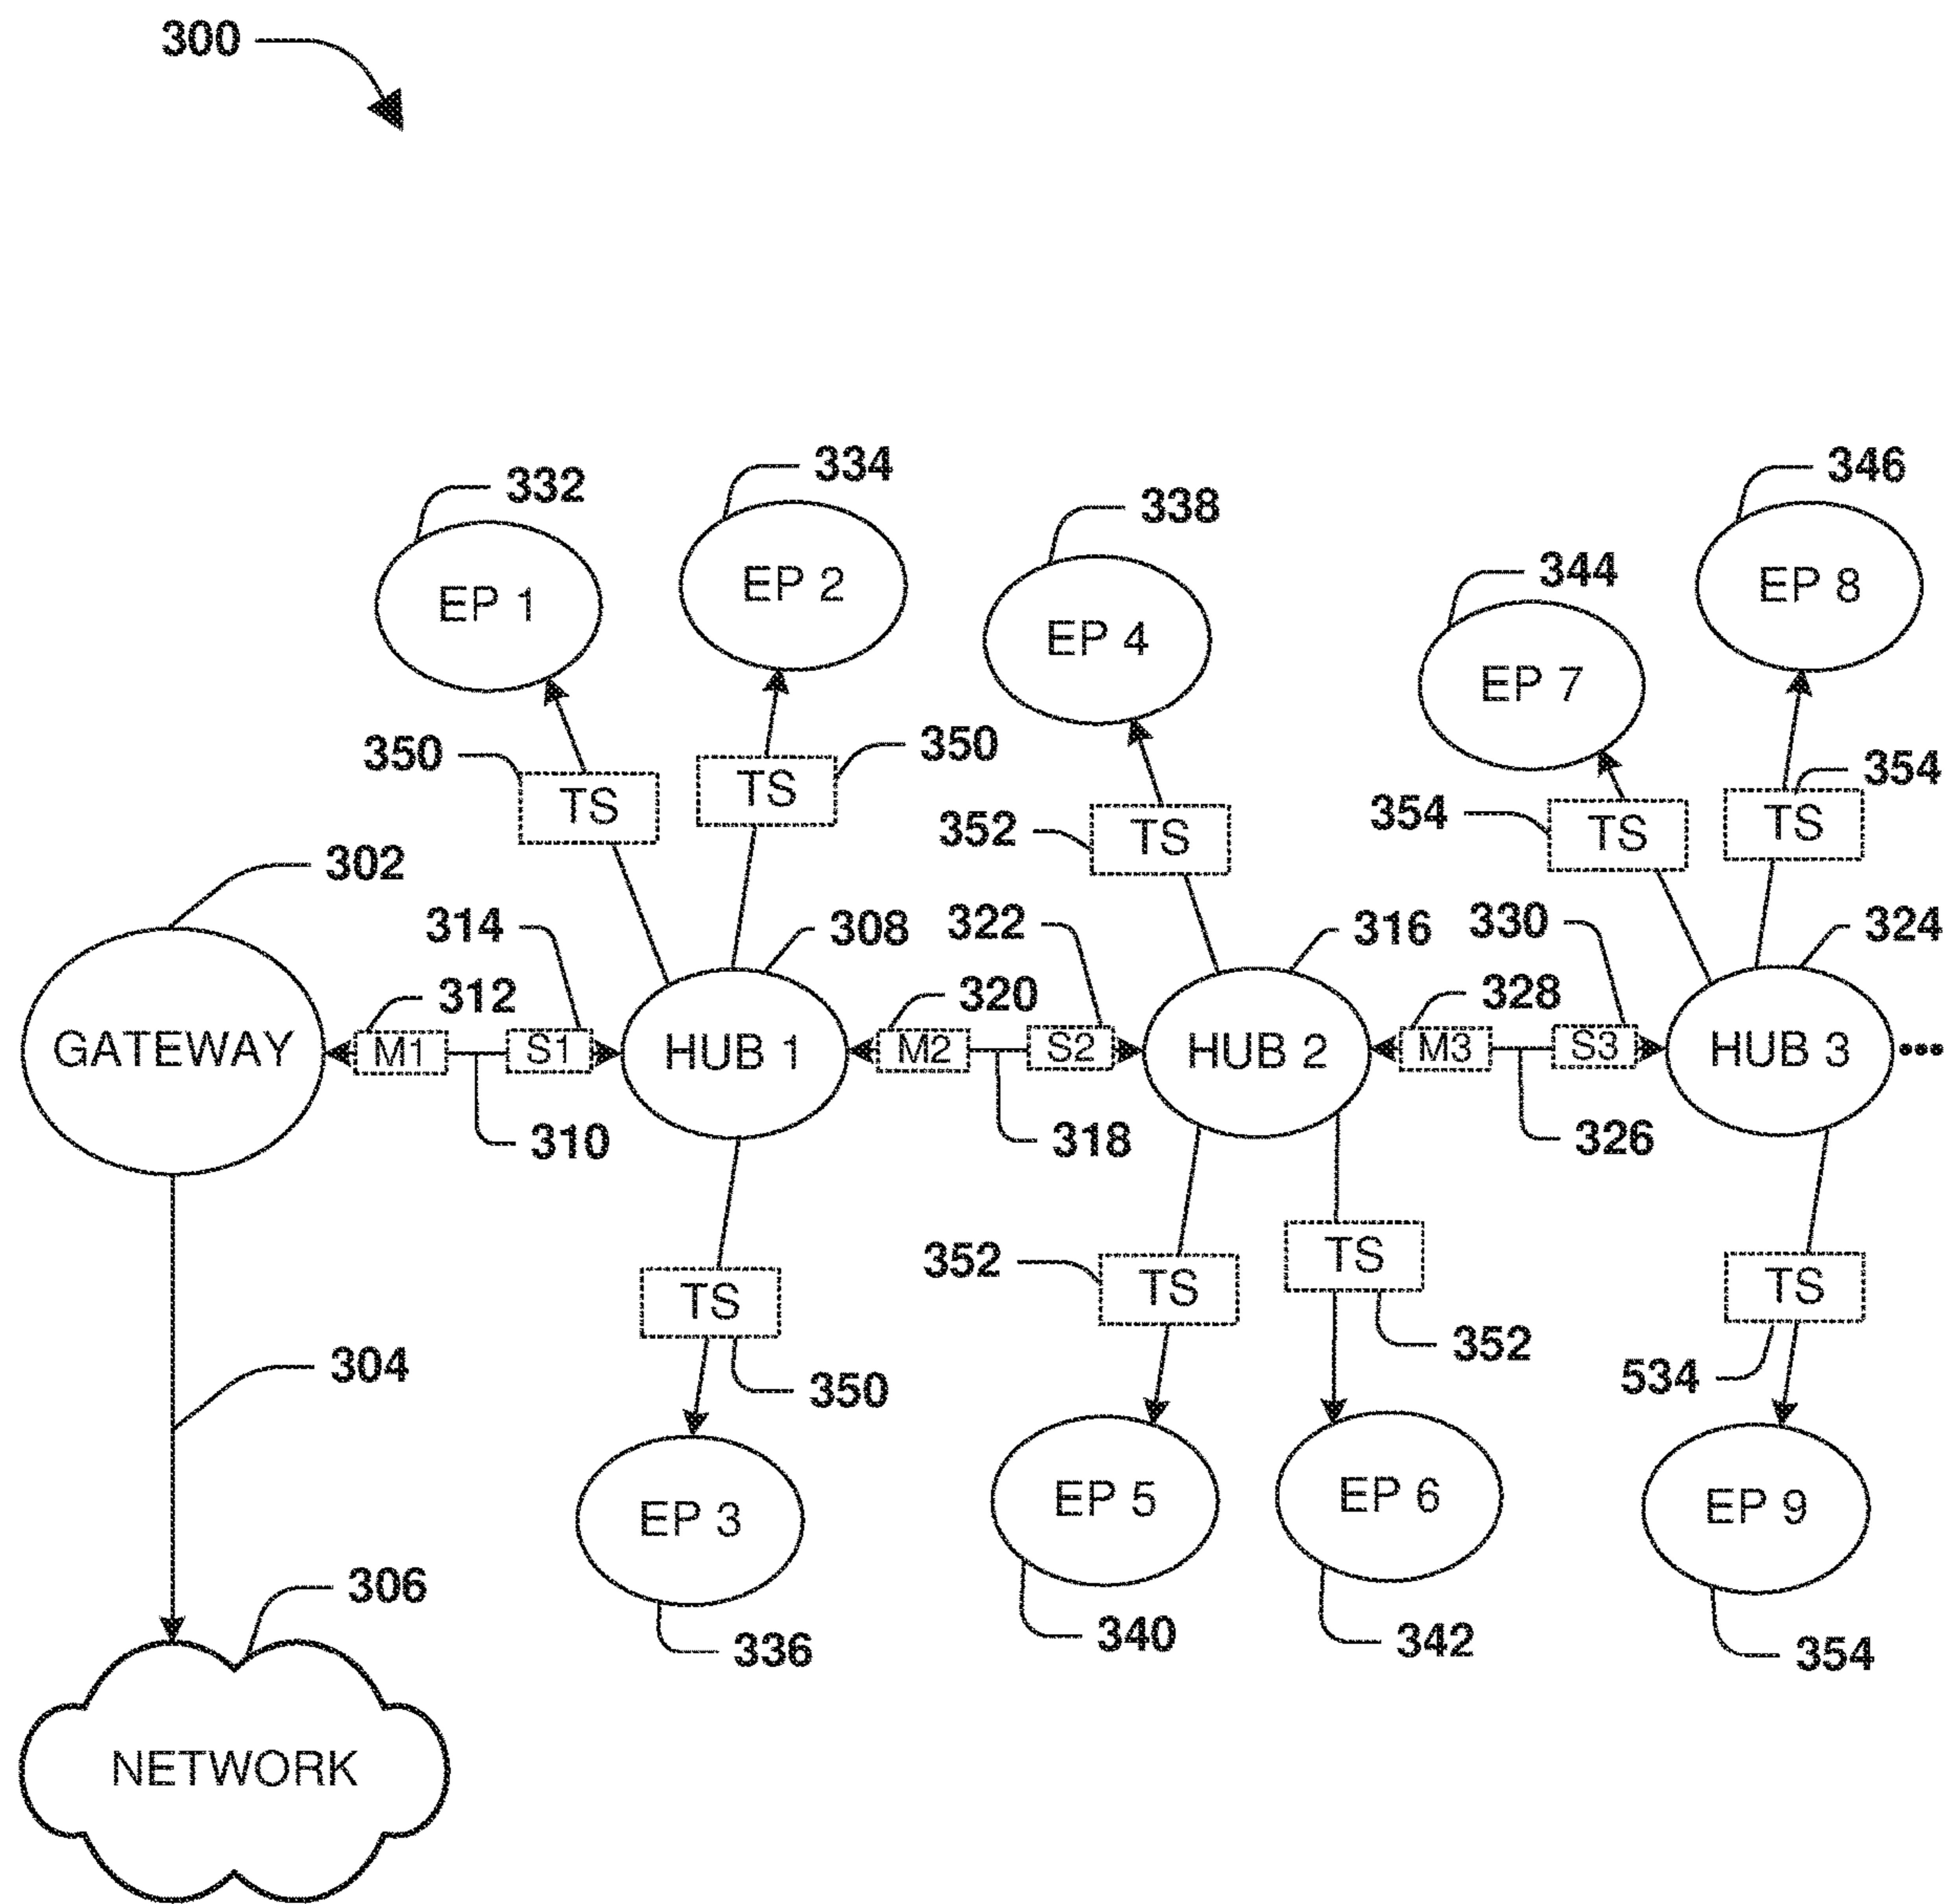 300
332
334
338
344
346
EP 1
EP 2
EP 4
EP 7
EP 8
350
TS
TS
350
352
TS
354
TS
TS
354
302
314
308
322
316
330
324
312
320
328
GATEWAY
M1
S1
HUB 1
M2
S2
HUB 2
M3
S3
HUB 3
•••
310
318
326
304
TS
350
352
TS
TS
352
TS
534
EP 3
EP 5
EP 6
EP 9
336
340
342
354
306
NETWORK